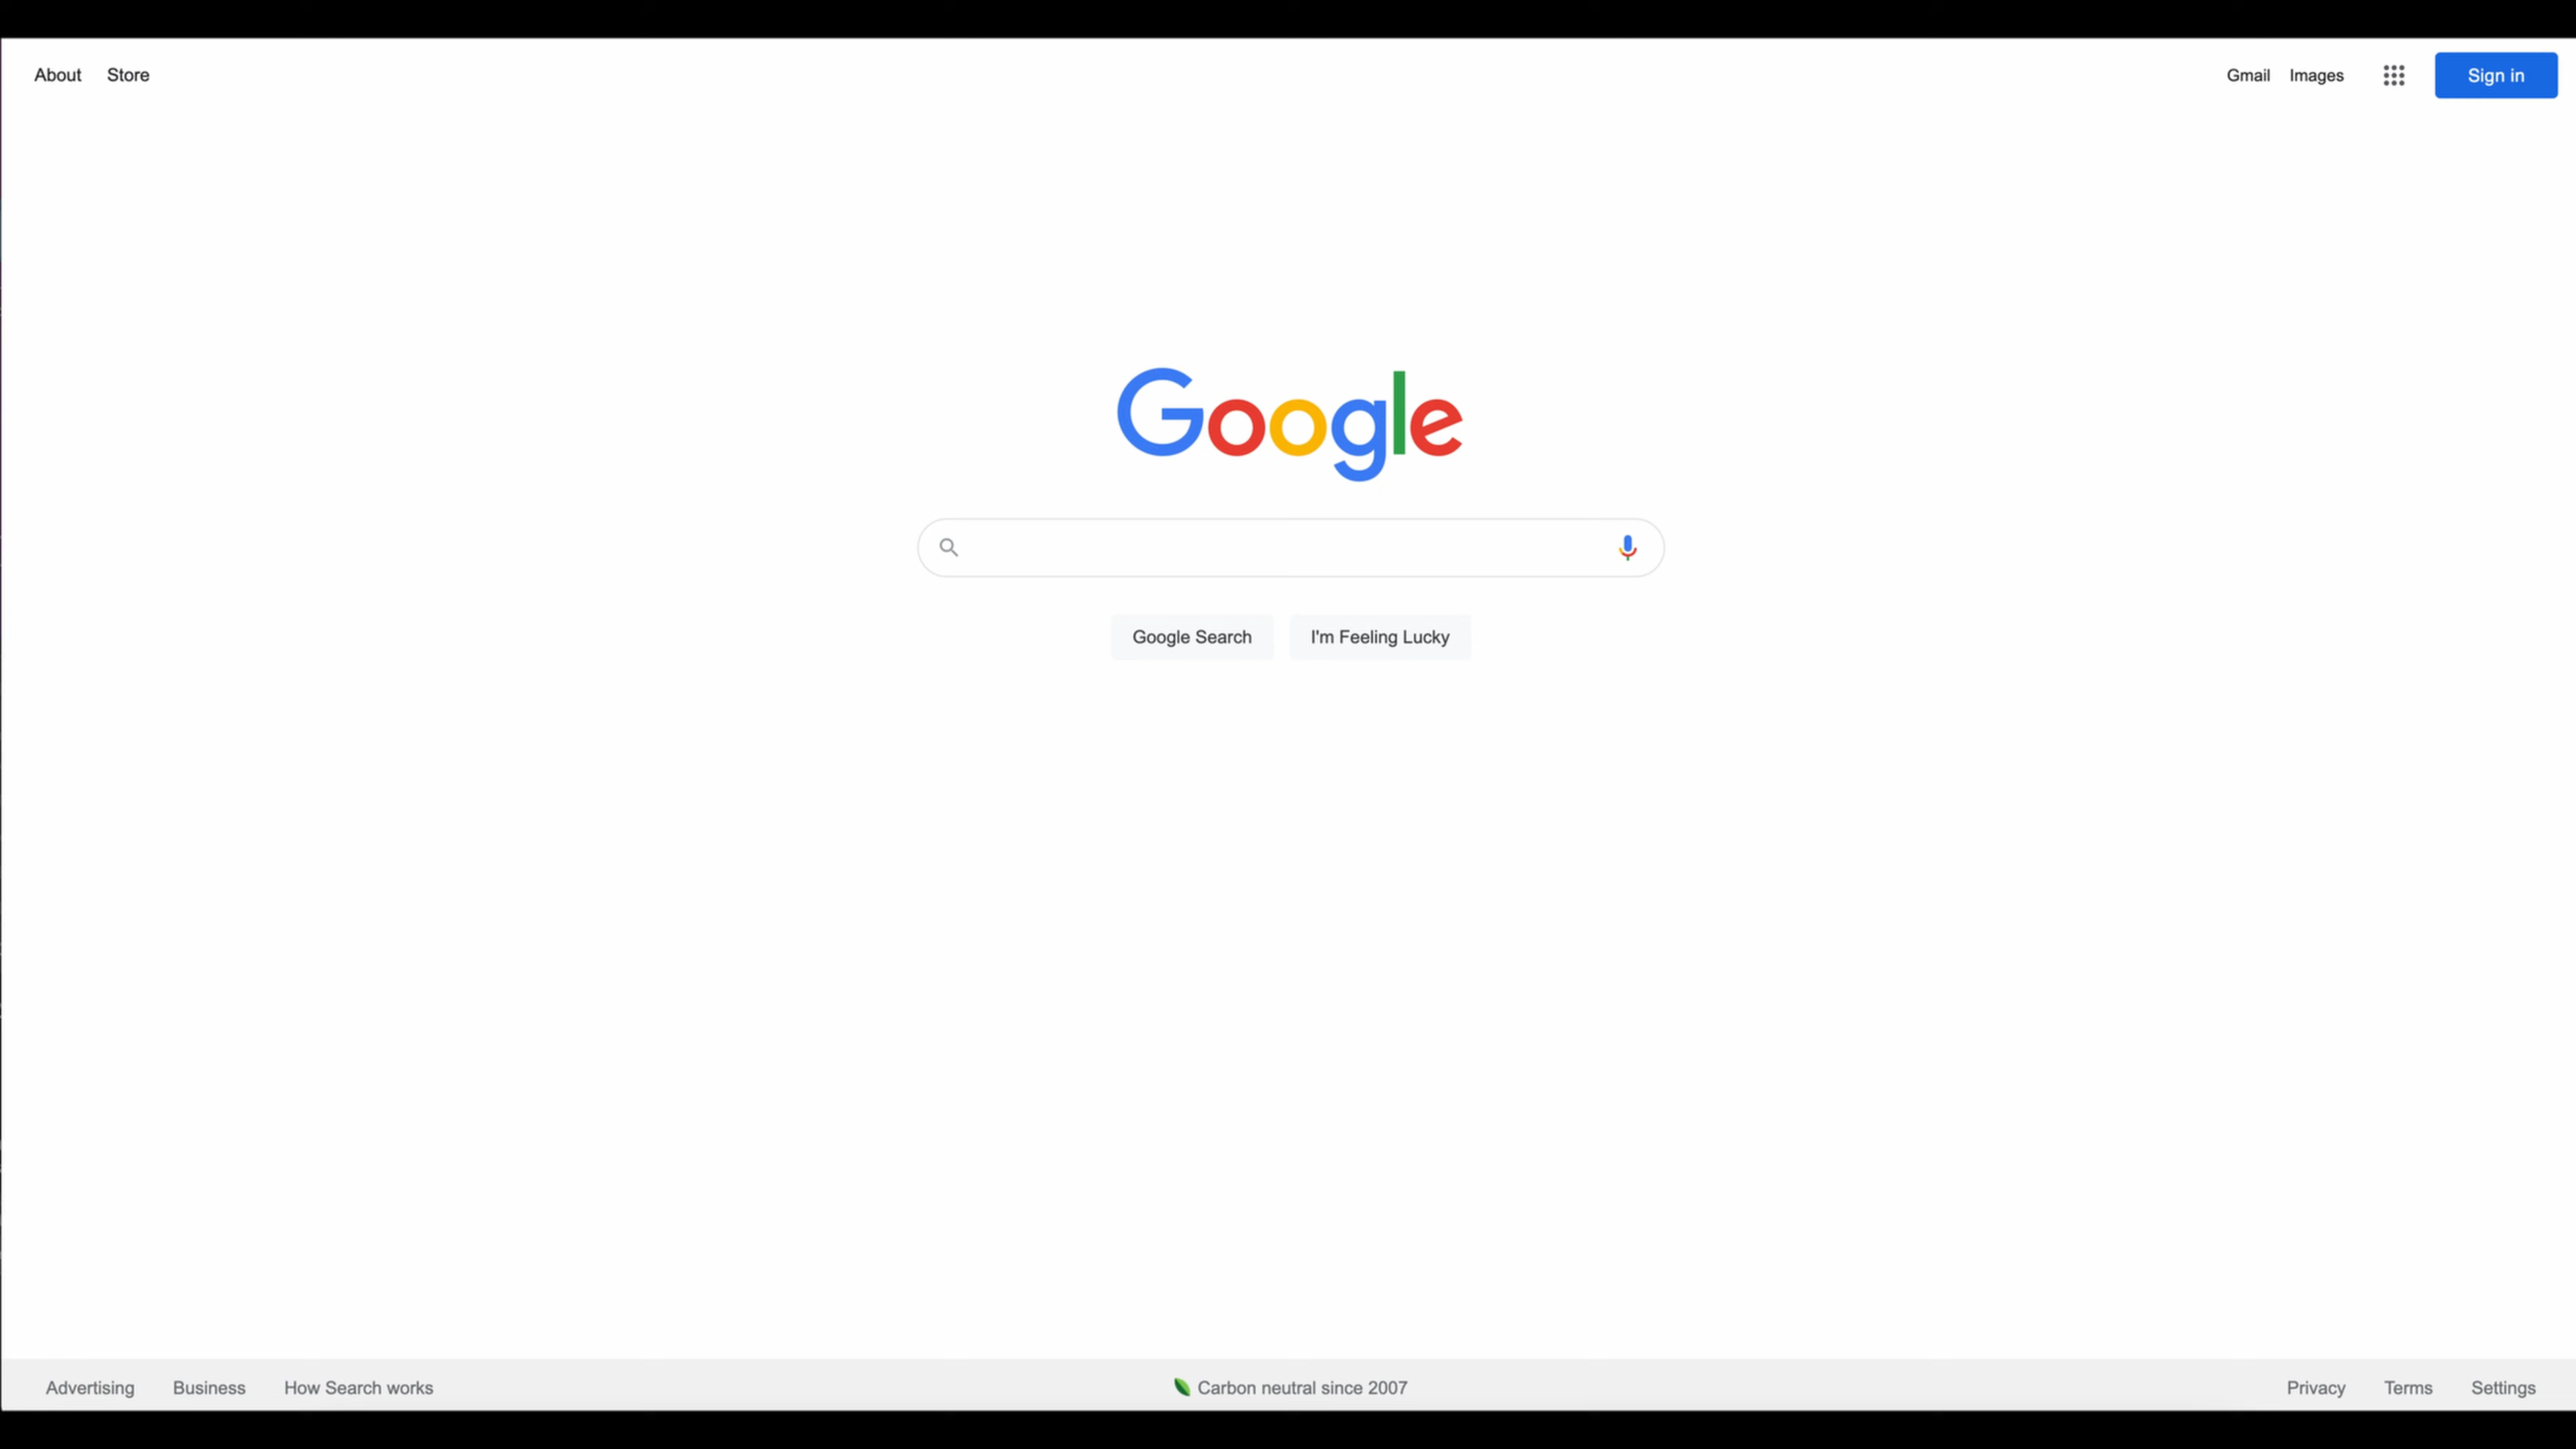 About Store
Gmail Images Sign in
Google
Google Search I'm Feeling Lucky
Advertising Business How Search works
Carbon neutral since 2007
Privacy Terms Settings